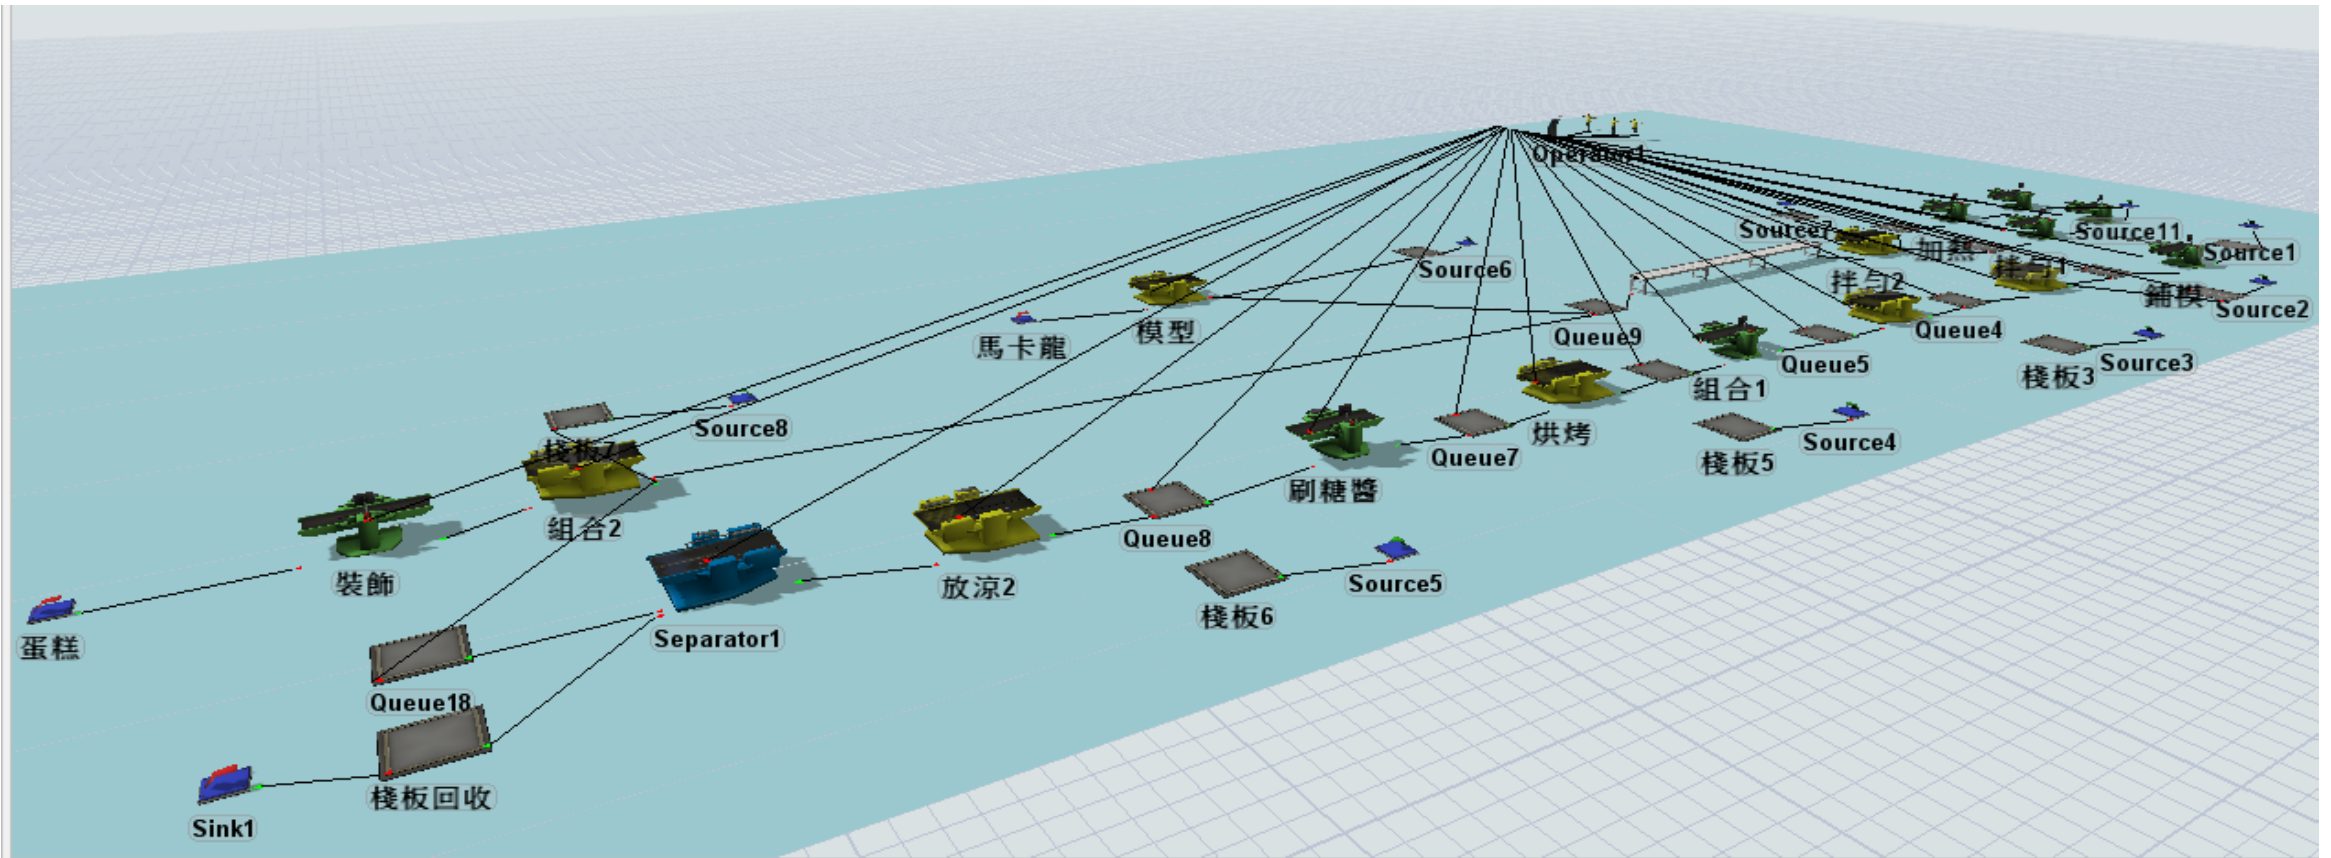 Operator1
Source7
Source11
Source1
加熱
拌勻1
Source6
拌勻2
鋪模
Source2
馬卡龍
模型
Queue9
Queue4
Queue5
Source3
棧板3
組合1
Source8
棧板7
烘烤
Source4
Queue7
棧板5
刷糖醬
組合2
Queue8
裝飾
放涼2
Source5
棧板6
Separator1
蛋糕
Queue18
棧板回收
Sink1